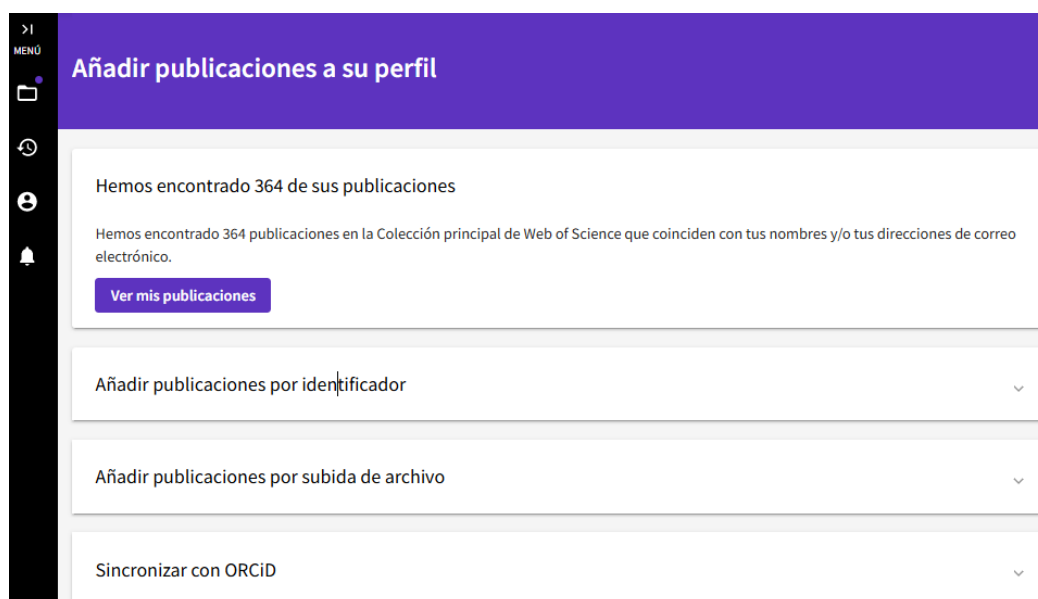 MENÚ
Añadir publicaciones a su perfil
Hemos encontrado 364 de sus publicaciones
Hemos encontrado 364 publicaciones en la Colección principal de Web of Science que coinciden con tus nombres y/o tus direcciones de correo
electrónico.
Ver mis publicaciones
Añadir publicaciones por identificador
Añadir publicaciones por subida de archivo
Sincronizar con ORCiD